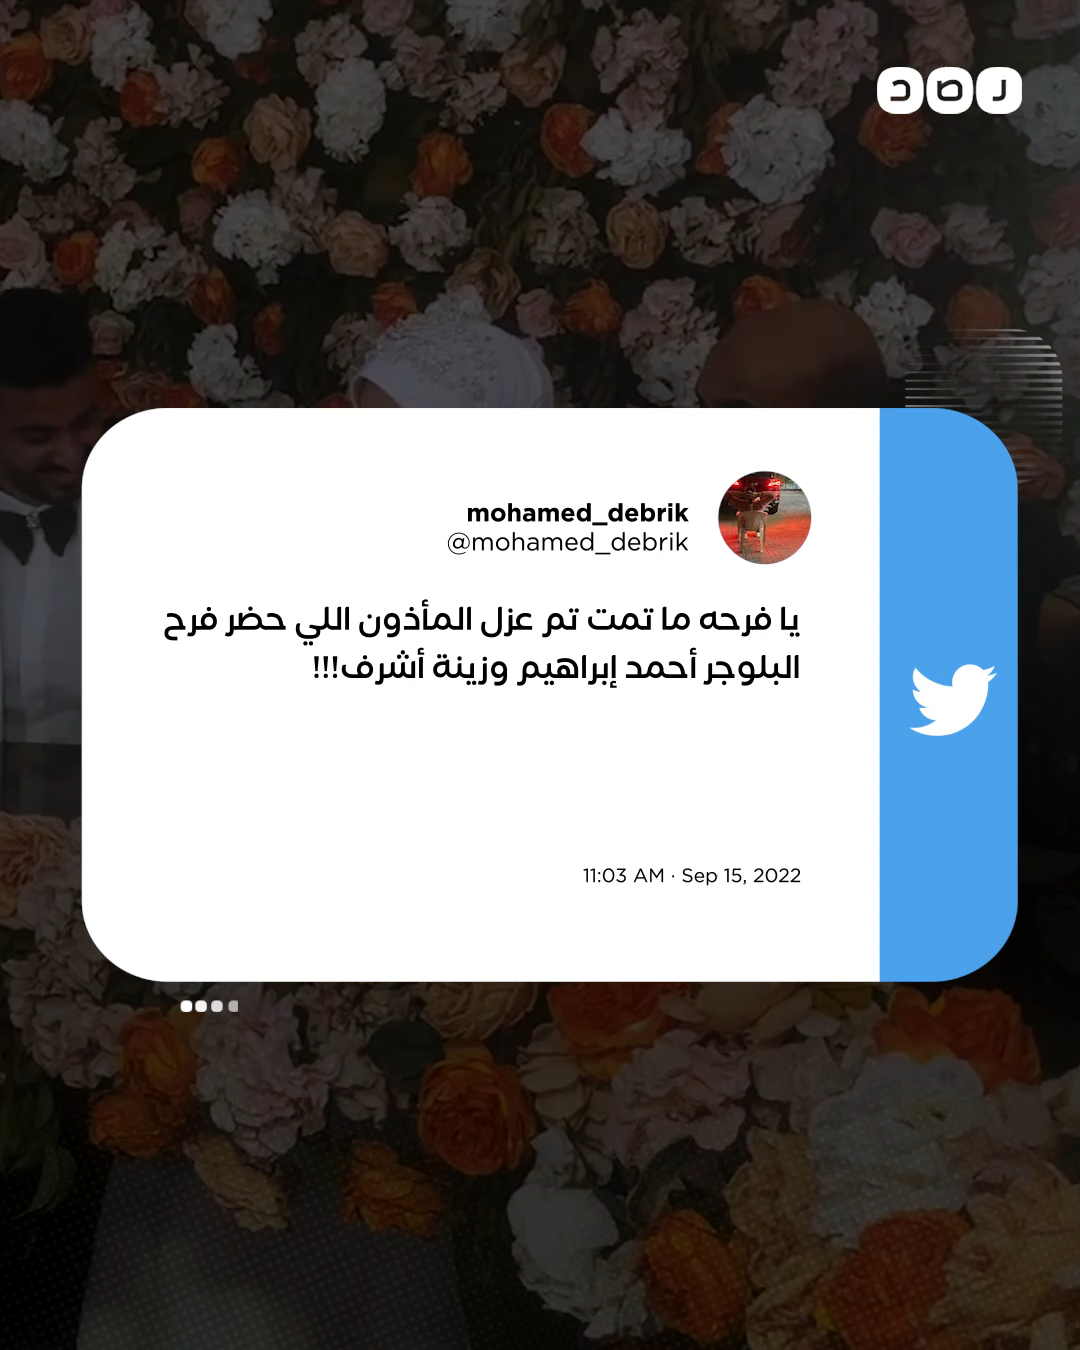 رصد
mohamed_debrik
@mohamed_debrik
يا فرحه ما تمت تم عزل المأذون اللي حضر فرح
البلوجر أحمد إبراهيم وزينة أشرف!!!
11:03 AM · Sep 15, 2022